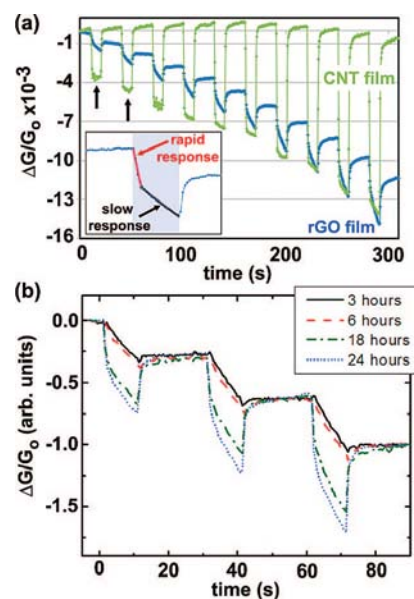 (a)
-1
-4
-7
-10
-13
-16
ΔG/Go x10-3
CNT film
rapid
response
slow
response
rGO film
0 100 200 300
time (s)
(b)
3 hours
6 hours
18 hours
24 hours
0.0
-0.5
-1.0
-1.5
ΔG/Go (arb. units)
0 20 40 60 80
time (s)